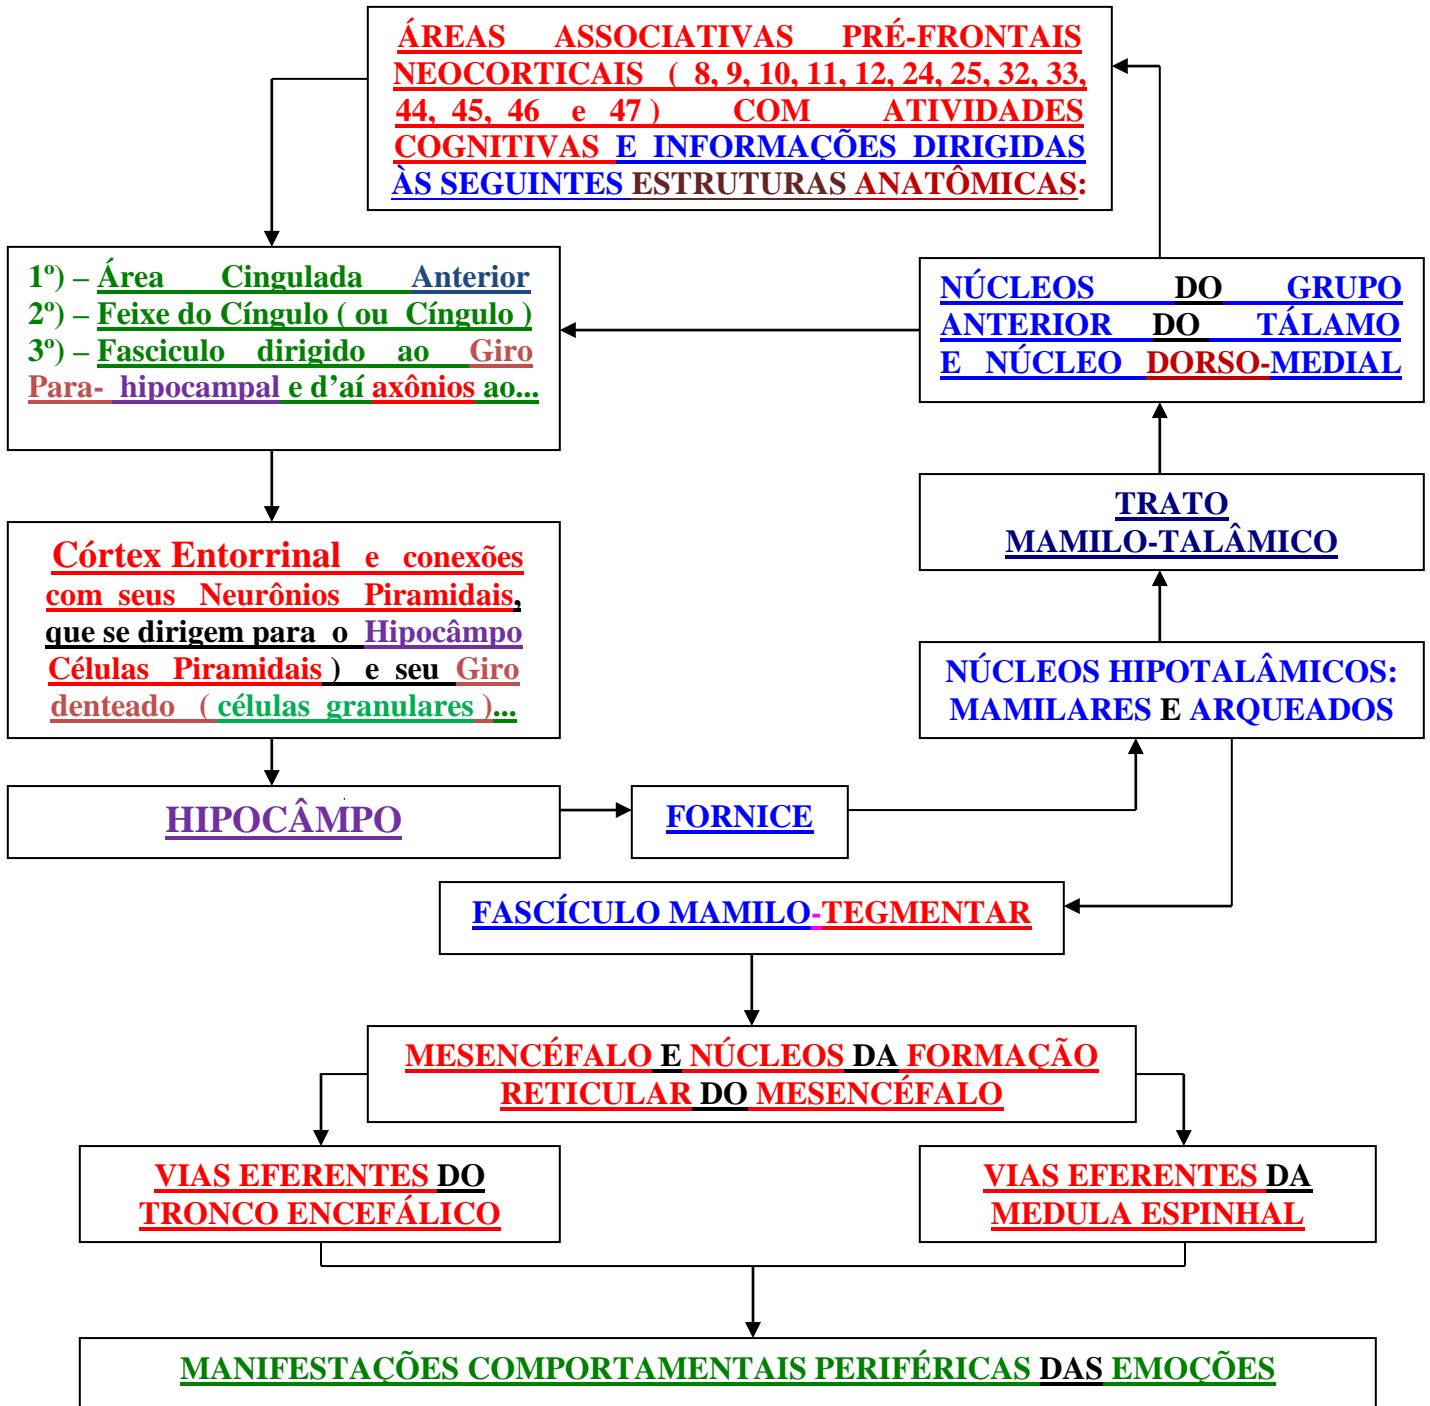 ÁREAS ASSOCIATIVAS PRÉ-FRONTAIS
NEOCORTICAIS ( 8, 9, 10, 11, 12, 24, 25, 32, 33,
44, 45, 46 e 47 ) COM ATIVIDADES
COGNITIVAS E INFORMAÇÕES DIRIGIDAS
ÀS SEGUINTES ESTRUTURAS ANATÔMICAS:
1º) – Área Cingulada Anterior
2º) – Feixe do Cíngulo ( ou Cíngulo )
3º) – Fasciculo dirigido ao Giro
Para- hipocampal e d’aí axônios ao...
NÚCLEOS DO GRUPO
ANTERIOR DO TÁLAMO
E NÚCLEO DORSO-MEDIAL
TRATO
MAMILO-TALÂMICO
Córtex Entorrinal e conexões
com seus Neurônios Piramidais,
que se dirigem para o Hipocâmpo
Células Piramidais ) e seu Giro
denteado ( células granulares )...
NÚCLEOS HIPOTALÂMICOS:
MAMILARES E ARQUEADOS
HIPOCÂMPO
FORNICE
FASCÍCULO MAMILO-TEGMENTAR
MESENCÉFALO E NÚCLEOS DA FORMAÇÃO
RETICULAR DO MESENCÉFALO
VIAS EFERENTES DO
TRONCO ENCEFÁLICO
VIAS EFERENTES DA
MEDULA ESPINHAL
MANIFESTAÇÕES COMPORTAMENTAIS PERIFÉRICAS DAS EMOÇÕES